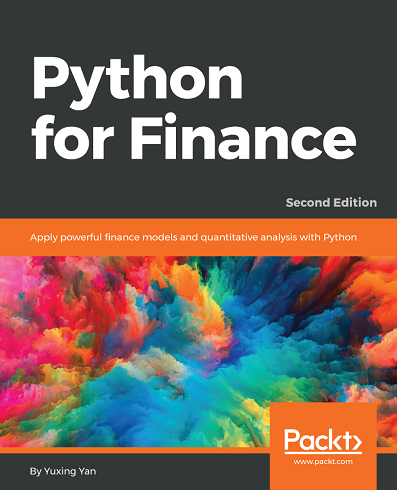 Python
for Finance
Second Edition
Apply powerful finance models and quantitative analysis with Python
Packt>
www.packt.com
By Yuxing Yan